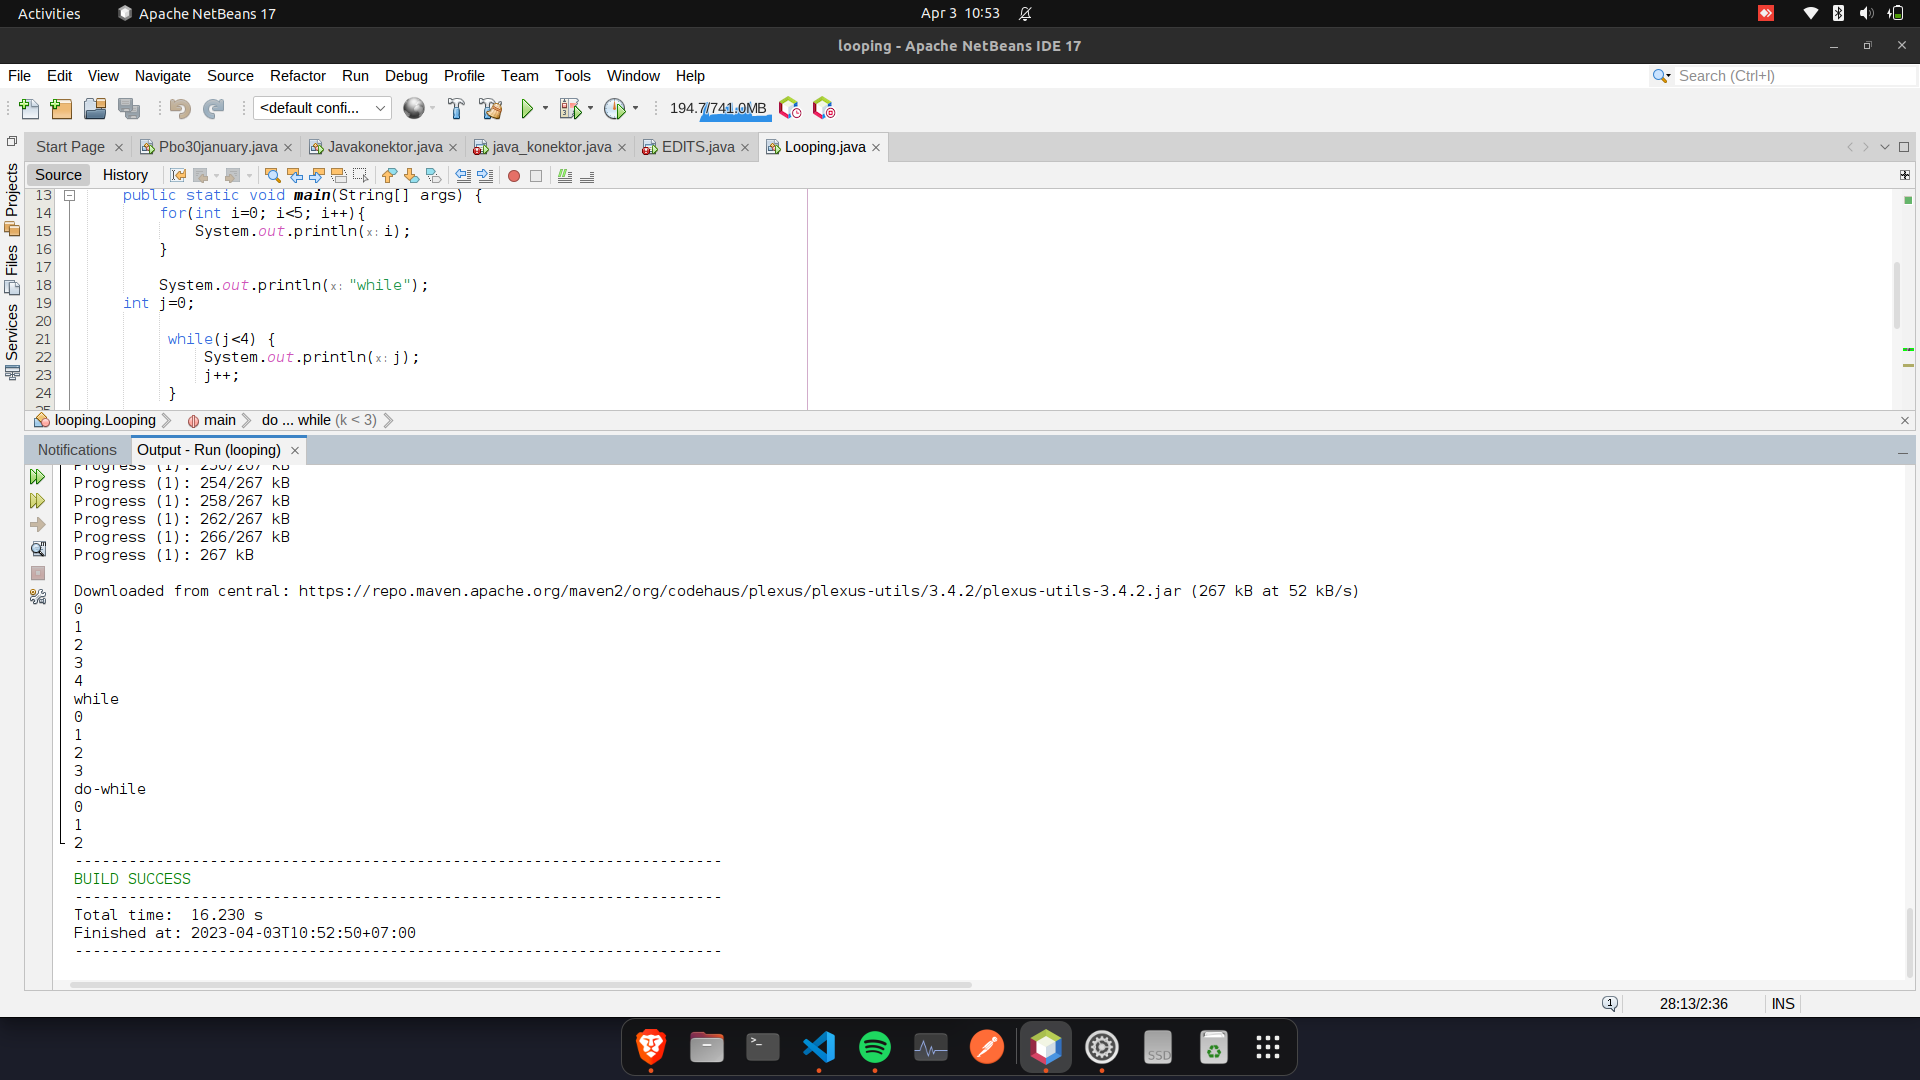 Activities Apache NetBeans 17 Apr 3 10:53
looping - Apache NetBeans IDE 17
File Edit View Navigate Source Refactor Run Debug Profile Team Tools Window Help Search (Ctrl+I)
<default confi... 194.7/741.0MB
Start Page Pbo30january.java Javakonektor.java java_konektor.java EDITS.java Looping.java
Source History
Projects
Files
Services
13 public static void main(String[] args) {
14 for(int i=0; i<5; i++){
15 System.out.println(x: i);
16 }
17
18 System.out.println(x: "while");
19 int j=0;
20
21 while(j<4) {
22 System.out.println(x: j);
23 j++;
24 }
25
looping.Looping main do ... while (k < 3)
Notifications Output - Run (looping)
Progress (1): 250/267 kB
Progress (1): 254/267 kB
Progress (1): 258/267 kB
Progress (1): 262/267 kB
Progress (1): 266/267 kB
Progress (1): 267 kB
Downloaded from central: https://repo.maven.apache.org/maven2/org/codehaus/plexus/plexus-utils/3.4.2/plexus-utils-3.4.2.jar (267 kB at 52 kB/s)
0
1
2
3
4
while
0
1
2
3
do-while
0
1
2
------------------------------------------------------------------------
BUILD SUCCESS
------------------------------------------------------------------------
Total time:  16.230 s
Finished at: 2023-04-03T10:52:50+07:00
------------------------------------------------------------------------
1 28:13/2:36 INS
SSD